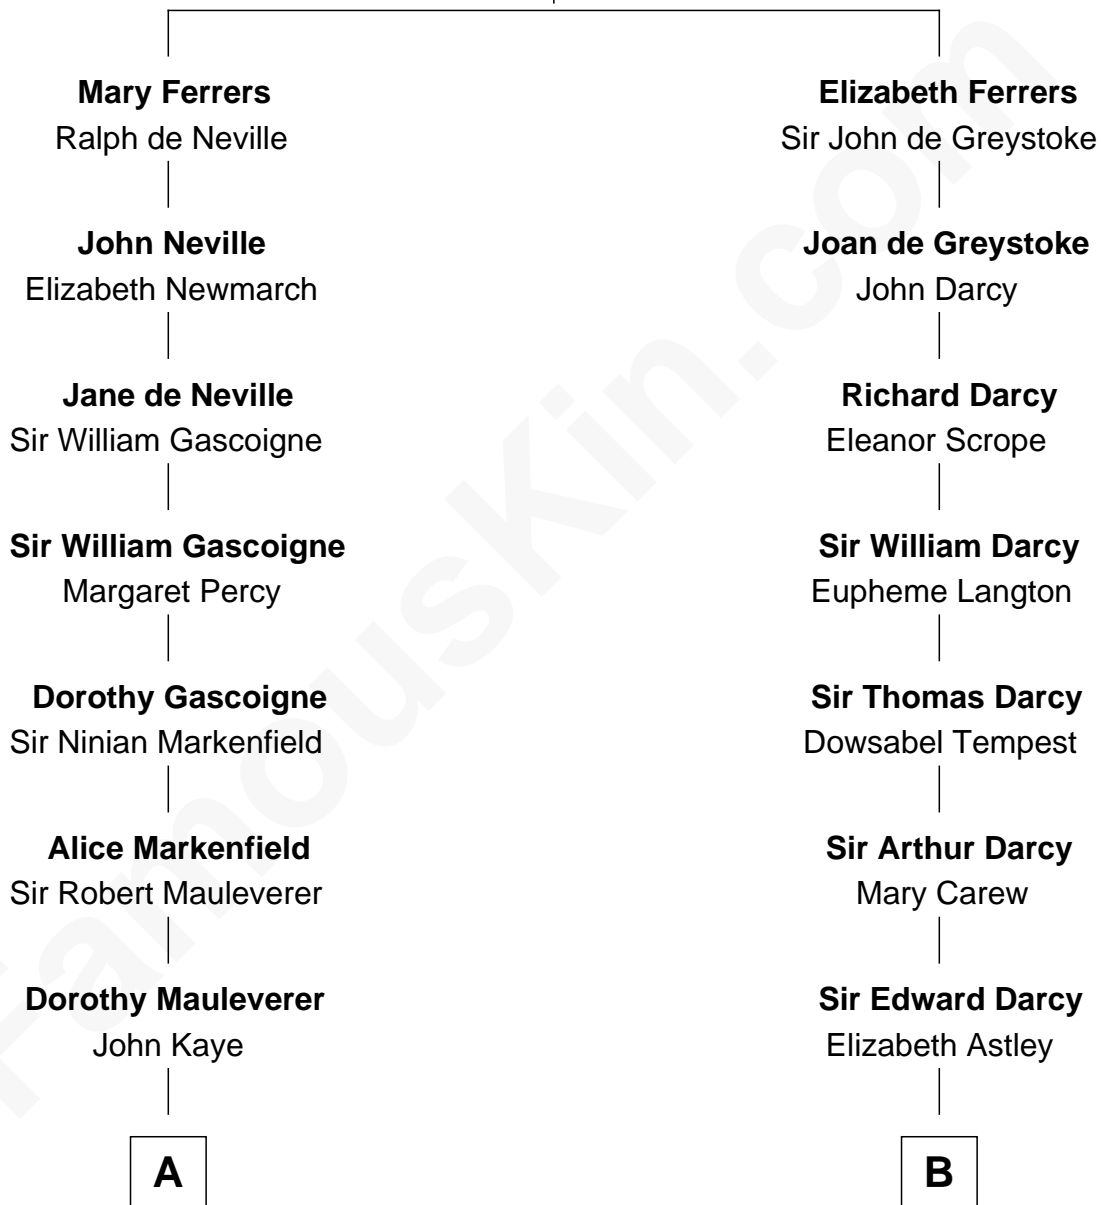 Mary Ferrers
Ralph de Neville
John Neville
Elizabeth Newmarch
Jane de Neville
Sir William Gascoigne
Sir William Gascoigne
Margaret Percy
Dorothy Gascoigne
Sir Ninian Markenfield
Alice Markenfield
Sir Robert Mauleverer
Dorothy Mauleverer
John Kaye
A
Elizabeth Ferrers
Sir John de Greystoke
Joan de Greystoke
John Darcy
Richard Darcy
Eleanor Scrope
Sir William Darcy
Eupheme Langton
Sir Thomas Darcy
Dowsabel Tempest
Sir Arthur Darcy
Mary Carew
Sir Edward Darcy
Elizabeth Astley
B
FamousKin.com